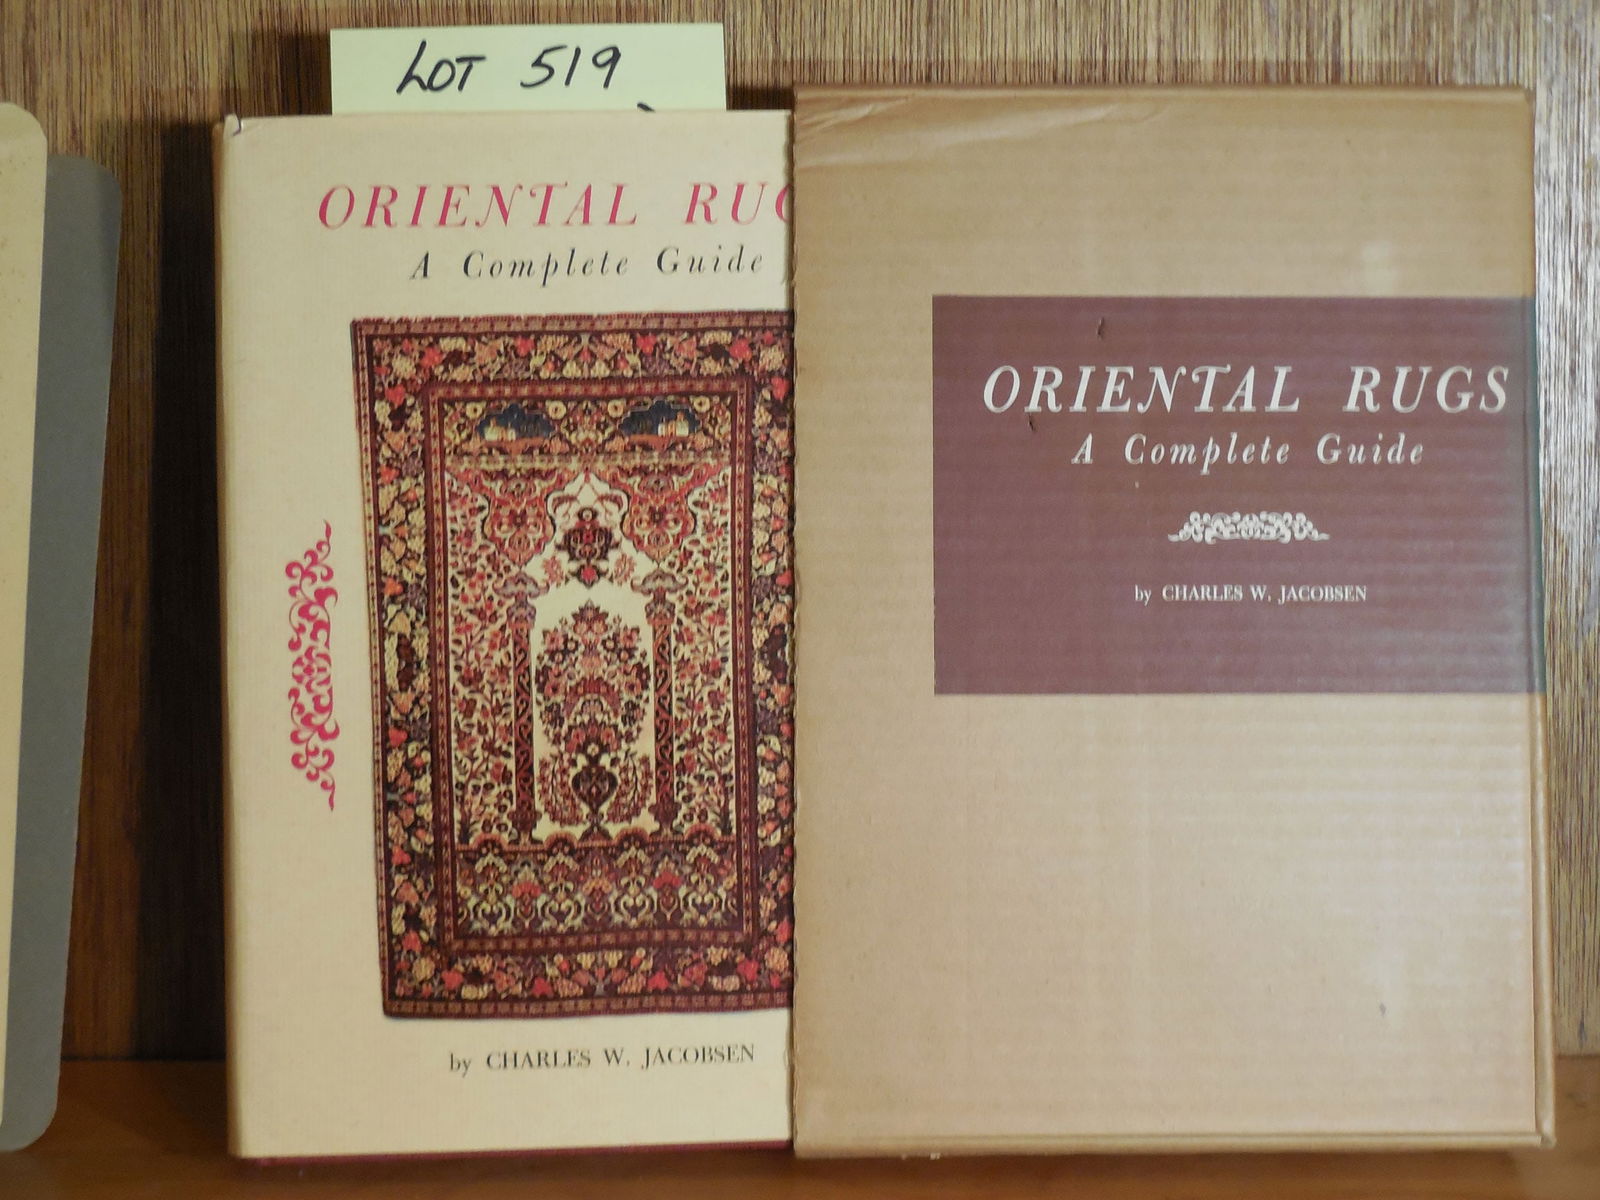 LOT 519
ORIENTAL RUG
A Complete Guide
by CHARLES W. JACOBSEN
ORIENTAL RUGS
A Complete Guide
by CHARLES W. JACOBSEN